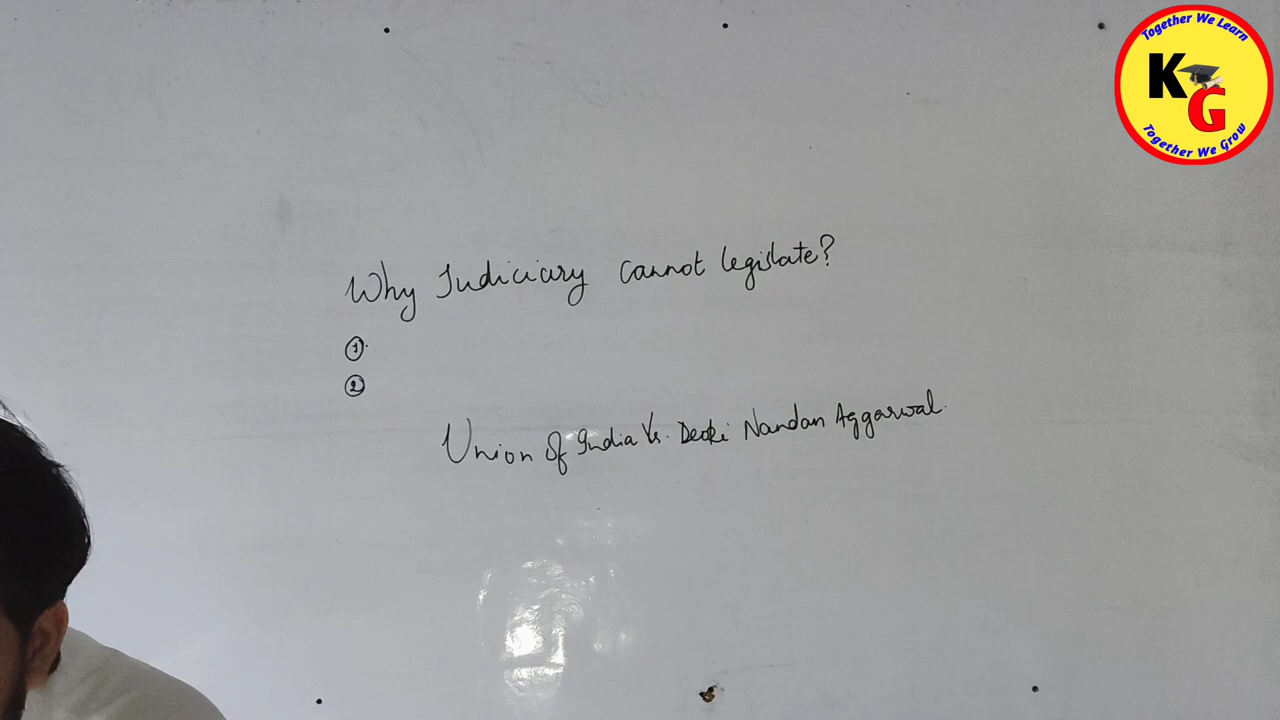 Together We Learn
KG
Together We Grow
Why Judiciary cannot legislate?
①
②
Union of India Vs. Deoki Nandan Aggarwal.